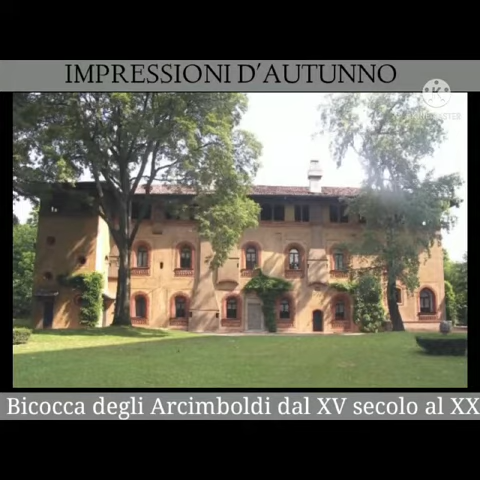 IMPRESSIONI D'AUTUNNO
Bicocca degli Arcimboldi dal XV secolo al XX